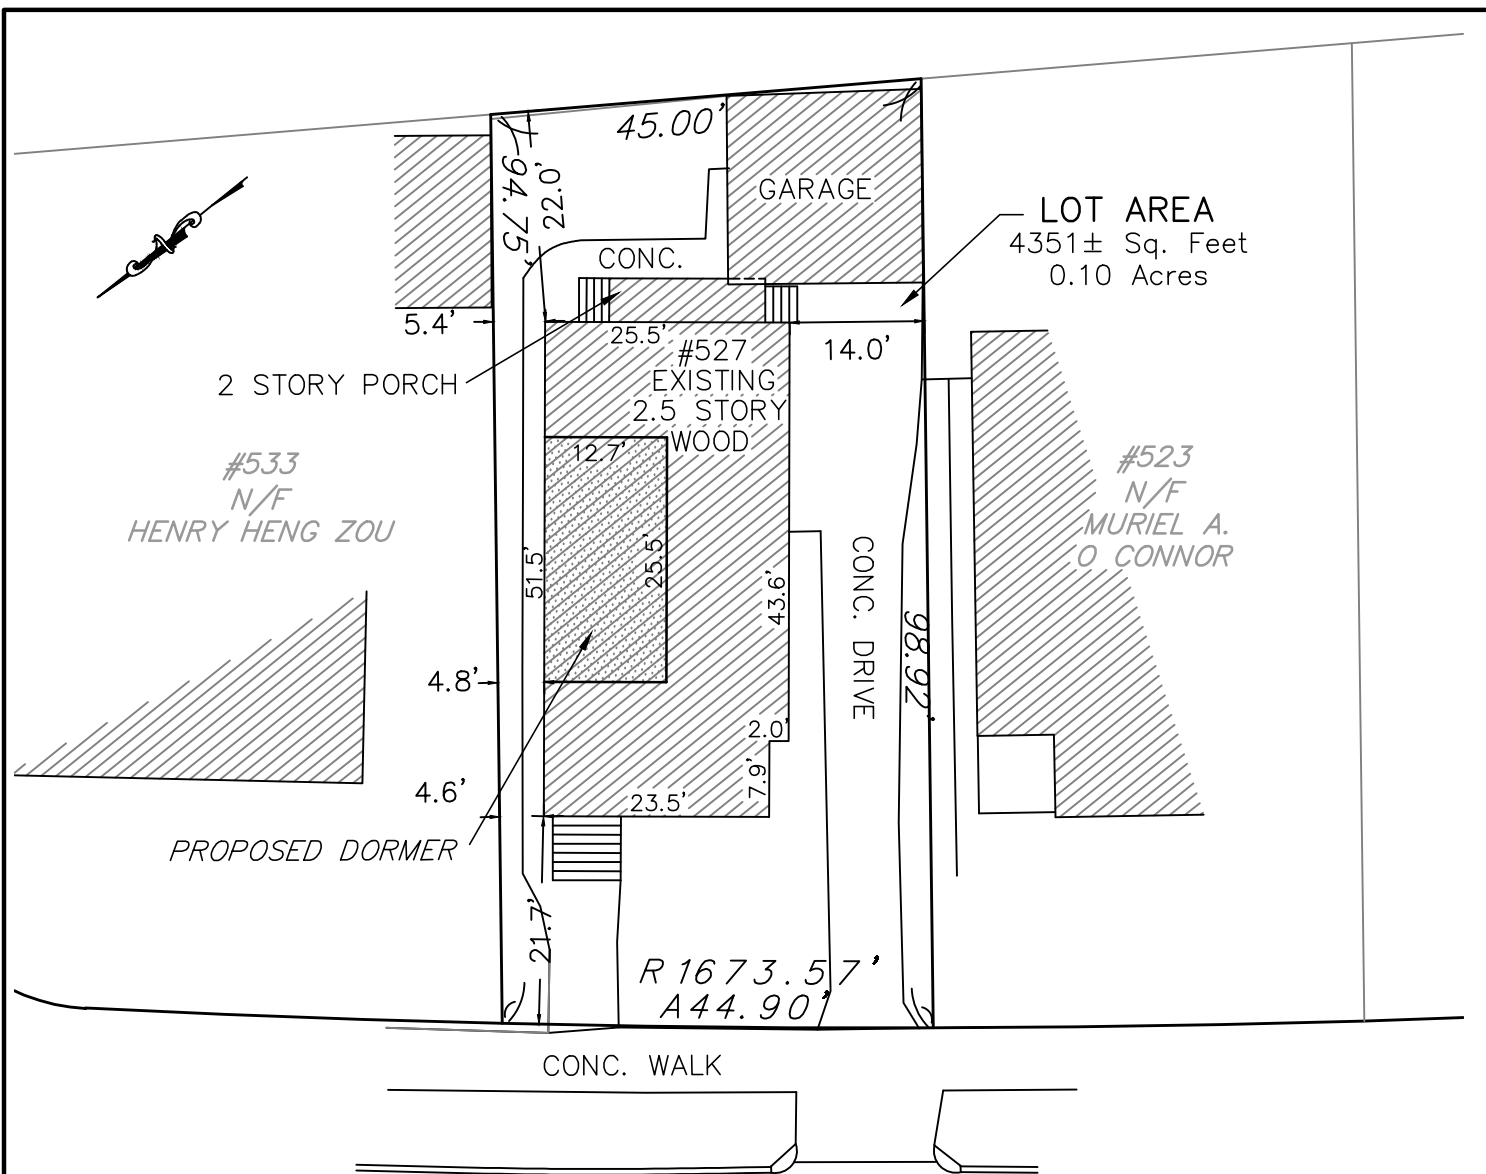 45.00'
94.75'
22.0'
GARAGE
LOT AREA
4351± Sq. Feet
0.10 Acres
CONC.
5.4'
25.5'
14.0'
2 STORY PORCH
#527
EXISTING
2.5 STORY
WOOD
12.7'
#533
N/F
HENRY HENG ZOU
#523
N/F
MURIEL A.
O CONNOR
51.5'
25.5'
43.6'
CONC. DRIVE
98.92'
4.8'
2.0'
7.9'
4.6'
23.5'
PROPOSED DORMER
21.7'
R 1673.57'
A44.90'
CONC. WALK